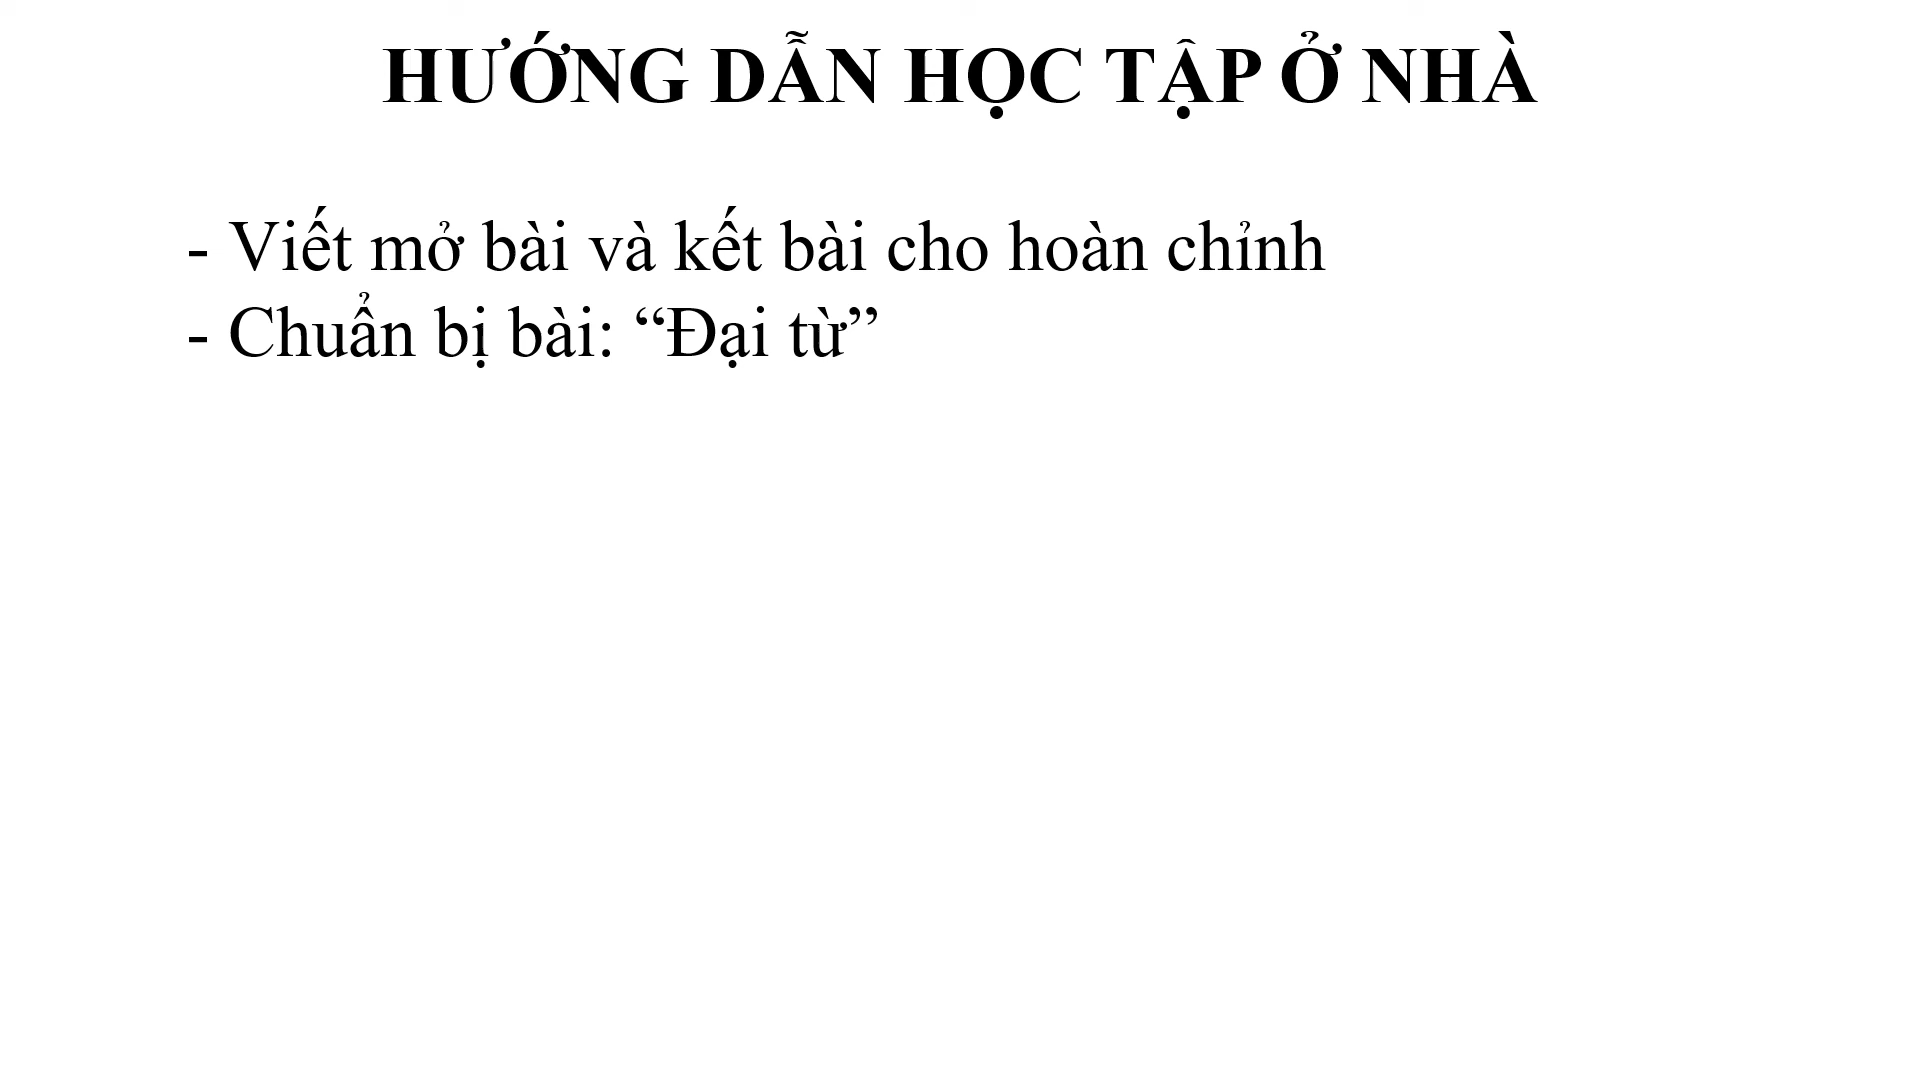 HƯỚNG DẪN HỌC TẬP Ở NHÀ
- Viết mở bài và kết bài cho hoàn chỉnh
- Chuẩn bị bài: “Đại từ”